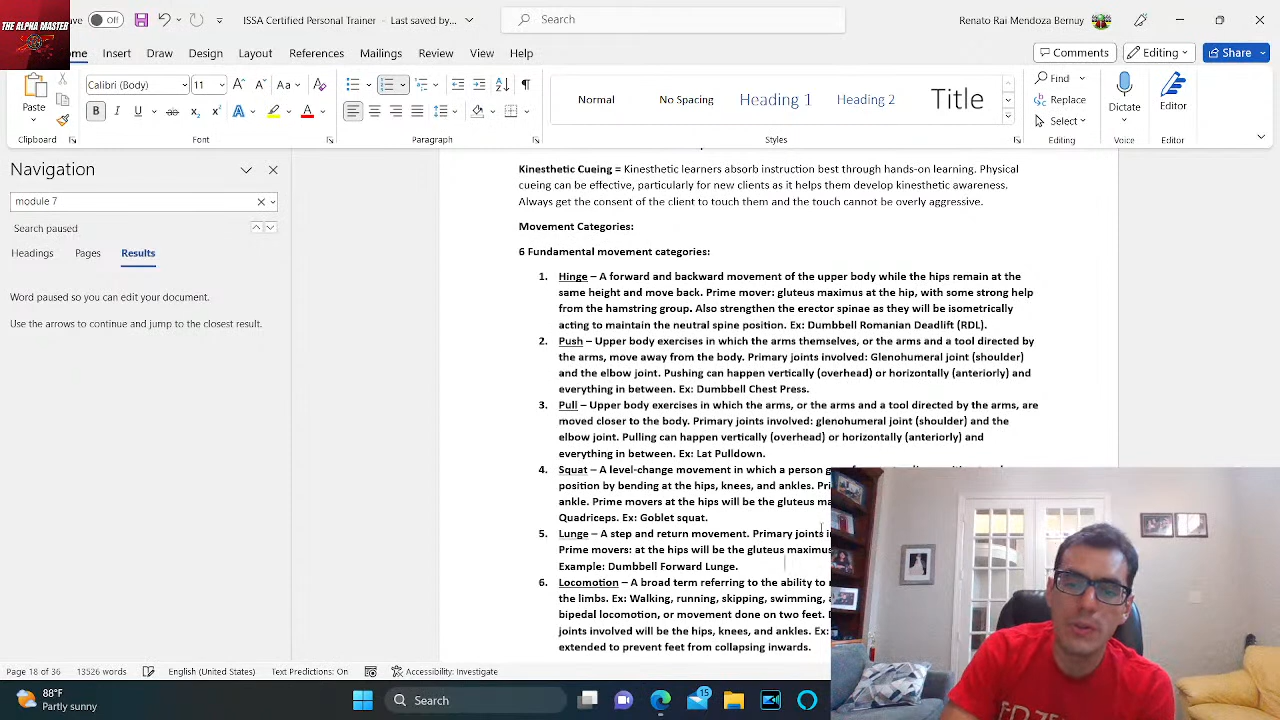 THE ALPHA MASTER
ve Off
ISSA Certified Trainer - Last saved by...
Search
Renato Rai Mendoza Bernuy
me Insert Draw Design Layout References Mailings Review View Help
Comments Editing Share
Calibri (Body) 11
Paste
Normal No Spacing Heading 1 Heading 2 Title
Find
Replace
Select
Dictate
Editor
Clipboard Font Paragraph Styles Editing Voice Editor
Navigation
module 7
Search paused
Headings Pages Results
Word paused so you can edit your document.
Use the arrows to continue and jump to the closest result.
Kinesthetic Cueing = Kinesthetic learners absorb instruction best through hands-on learning. Physical
cueing can be effective, particularly for new clients as it helps them develop kinesthetic awareness.
Always get the consent of the client to touch them and the touch cannot be overly aggressive.
Movement Categories:
6 Fundamental movement categories:
1. Hinge – A forward and backward movement of the upper body while the hips remain at the
same height and move back. Prime mover: gluteus maximus at the hip, with some strong help
from the hamstring group. Also strengthen the erector spinae as they will be isometrically
acting to maintain the neutral spine position. Ex: Dumbbell Romanian Deadlift (RDL).
2. Push – Upper body exercises in which the arms themselves, or the arms and a tool directed by
the arms, move away from the body. Primary joints involved: Glenohumeral joint (shoulder)
and the elbow joint. Pushing can happen vertically (overhead) or horizontally (anteriorly) and
everything in between. Ex: Dumbbell Chest Press.
3. Pull – Upper body exercises in which the arms, or the arms and a tool directed by the arms, are
moved closer to the body. Primary joints involved: glenohumeral joint (shoulder) and the
elbow joint. Pulling can happen vertically (overhead) or horizontally (anteriorly) and
everything in between. Ex: Lat Pulldown.
4. Squat – A level-change movement in which a person
position by bending at the hips, knees, and ankles.
ankle. Prime movers at the hips will be the gluteus
Quadriceps. Ex: Goblet squat.
5. Lunge – A step and return movement. Primary joints
Prime movers: at the hips will be the gluteus maximus
Example: Dumbbell Forward Lunge.
6. Locomotion – A broad term referring to the ability to
the limbs. Ex: Walking, running, skipping, swimming,
bipedal locomotion, or movement done on two feet.
joints involved will be the hips, knees, and ankles. Ex:
extended to prevent feet from collapsing inwards.
Page 18 of 36 13526 words English (United States) Text Predictions: On Accessibility: Investigate
88°F
Partly sunny
Search
15